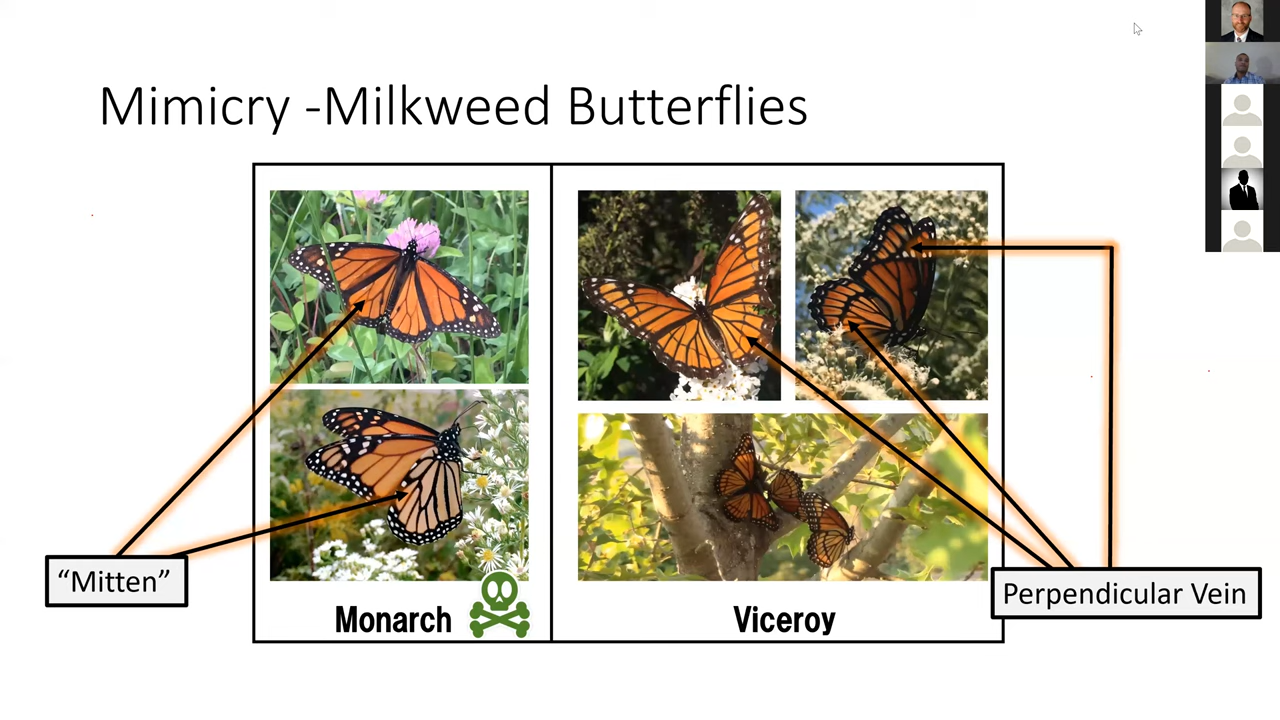 Mimicry -Milkweed Butterflies
“Mitten”
Perpendicular Vein
Monarch
Viceroy